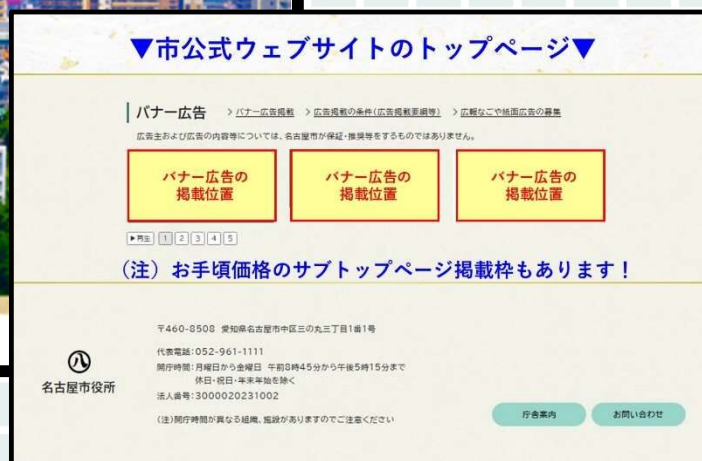 ▼市公式ウェブサイトのトップページ▼
バナー広告 >バナー広告掲載 >広告掲載の条件(広告掲載要綱等) >広報なごや紙面広告の募集
広告主および広告の内容等については、名古屋市が保証・推奨等をするものではありません。
バナー広告の
掲載位置
バナー広告の
掲載位置
バナー広告の
掲載位置
▶再生 1 2 3 4 5
(注)お手頃価格のサブトップページ掲載枠もあります！
〒460-8508 愛知県名古屋市中区三の丸三丁目1番1号
代表電話:052-961-1111
開庁時間:月曜日から金曜日 午前8時45分から午後5時15分まで
休日・祝日・年末年始を除く
法人番号:3000020231002
(注)開庁時間が異なる組織、施設がありますのでご注意ください
八
名古屋市役所
庁舎案内 お問い合わせ